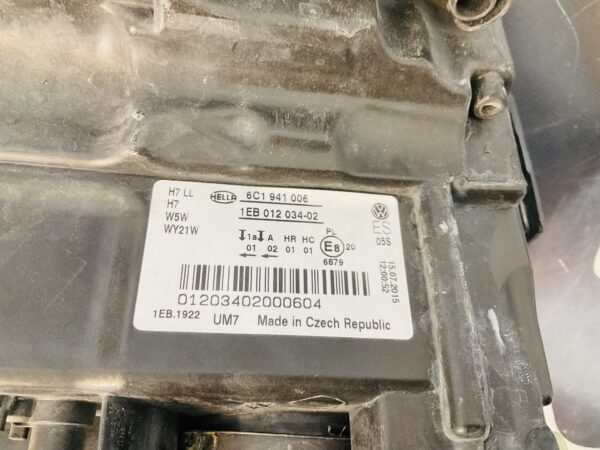 H7 LL
H7
W5W
WY21W
HELLA 6C1 941 006
1EB 012 034-02
1a A HR HC PL
01 02 01 01
E8 20
6879
ES
05S
15.07.2015
12:00:52
01203402000604
1EB.1922 UM7 Made in Czech Republic